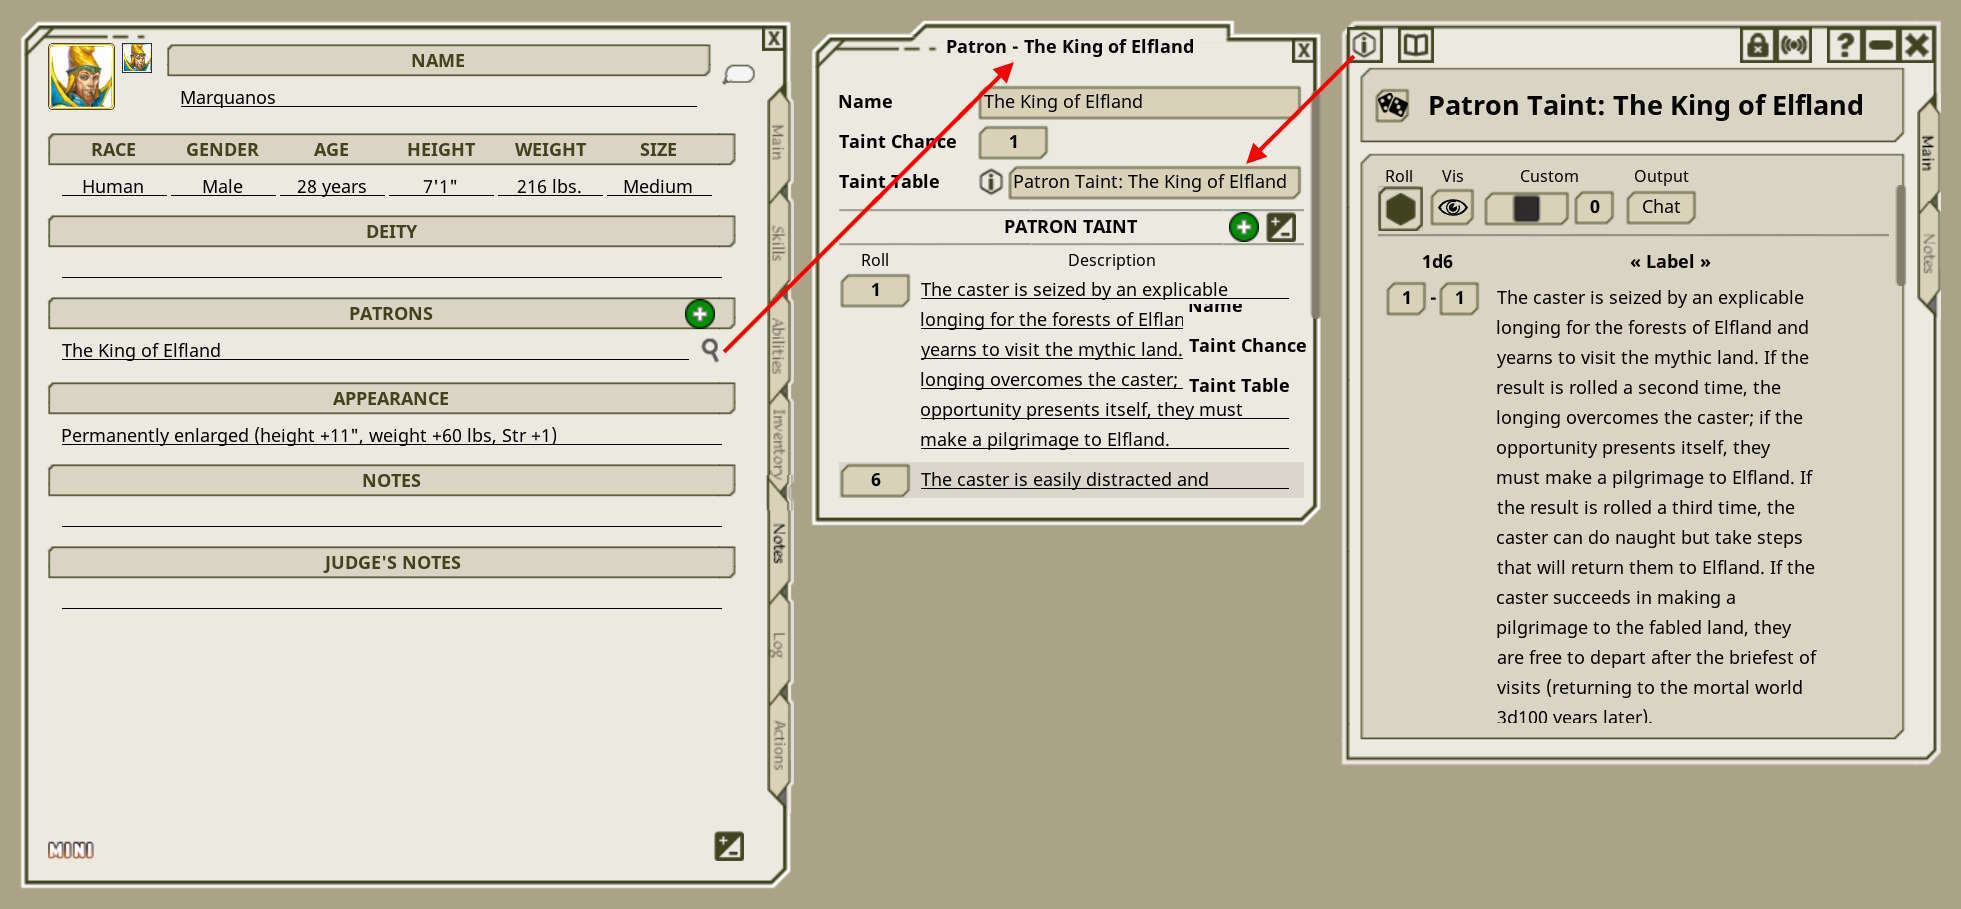 X
NAME
Marquanos
RACE GENDER AGE HEIGHT WEIGHT SIZE
Human Male 28 years 7'1" 216 lbs. Medium
DEITY
PATRONS
The King of Elfland
APPEARANCE
Permanently enlarged (height +11", weight +60 lbs, Str +1)
NOTES
JUDGE'S NOTES
MINI
Main
Skills
Abilities
Inventory
Notes
Log
Actions
Patron - The King of Elfland
X
Name The King of Elfland
Taint Chance 1
Taint Table Patron Taint: The King of Elfland
PATRON TAINT
Roll Description
1 The caster is seized by an explicable
longing for the forests of Elflan
yearns to visit the mythic land.
longing overcomes the caster;
opportunity presents itself, they must
make a pilgrimage to Elfland.
Name
Taint Chance
Taint Table
6 The caster is easily distracted and
?
Patron Taint: The King of Elfland
Roll Vis Custom Output
0 Chat
1d6 « Label »
1 - 1 The caster is seized by an explicable
longing for the forests of Elfland and
yearns to visit the mythic land. If the
result is rolled a second time, the
longing overcomes the caster; if the
opportunity presents itself, they
must make a pilgrimage to Elfland. If
the result is rolled a third time, the
caster can do naught but take steps
that will return them to Elfland. If the
caster succeeds in making a
pilgrimage to the fabled land, they
are free to depart after the briefest of
visits (returning to the mortal world
3d100 years later).
Main
Notes